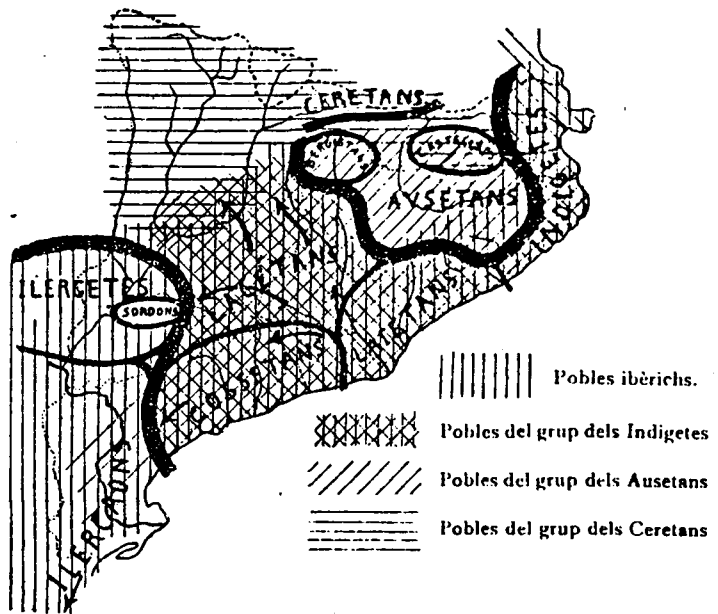 CERETANS
AUSETANS
INDIGETES
ILERGETES
SORDONS
LACETANS
COSSETANS
ILERCAONS
Pobles ibèrichs.
Pobles del grup dels Indigetes
Pobles del grup dels Ausetans
Pobles del grup dels Ceretans